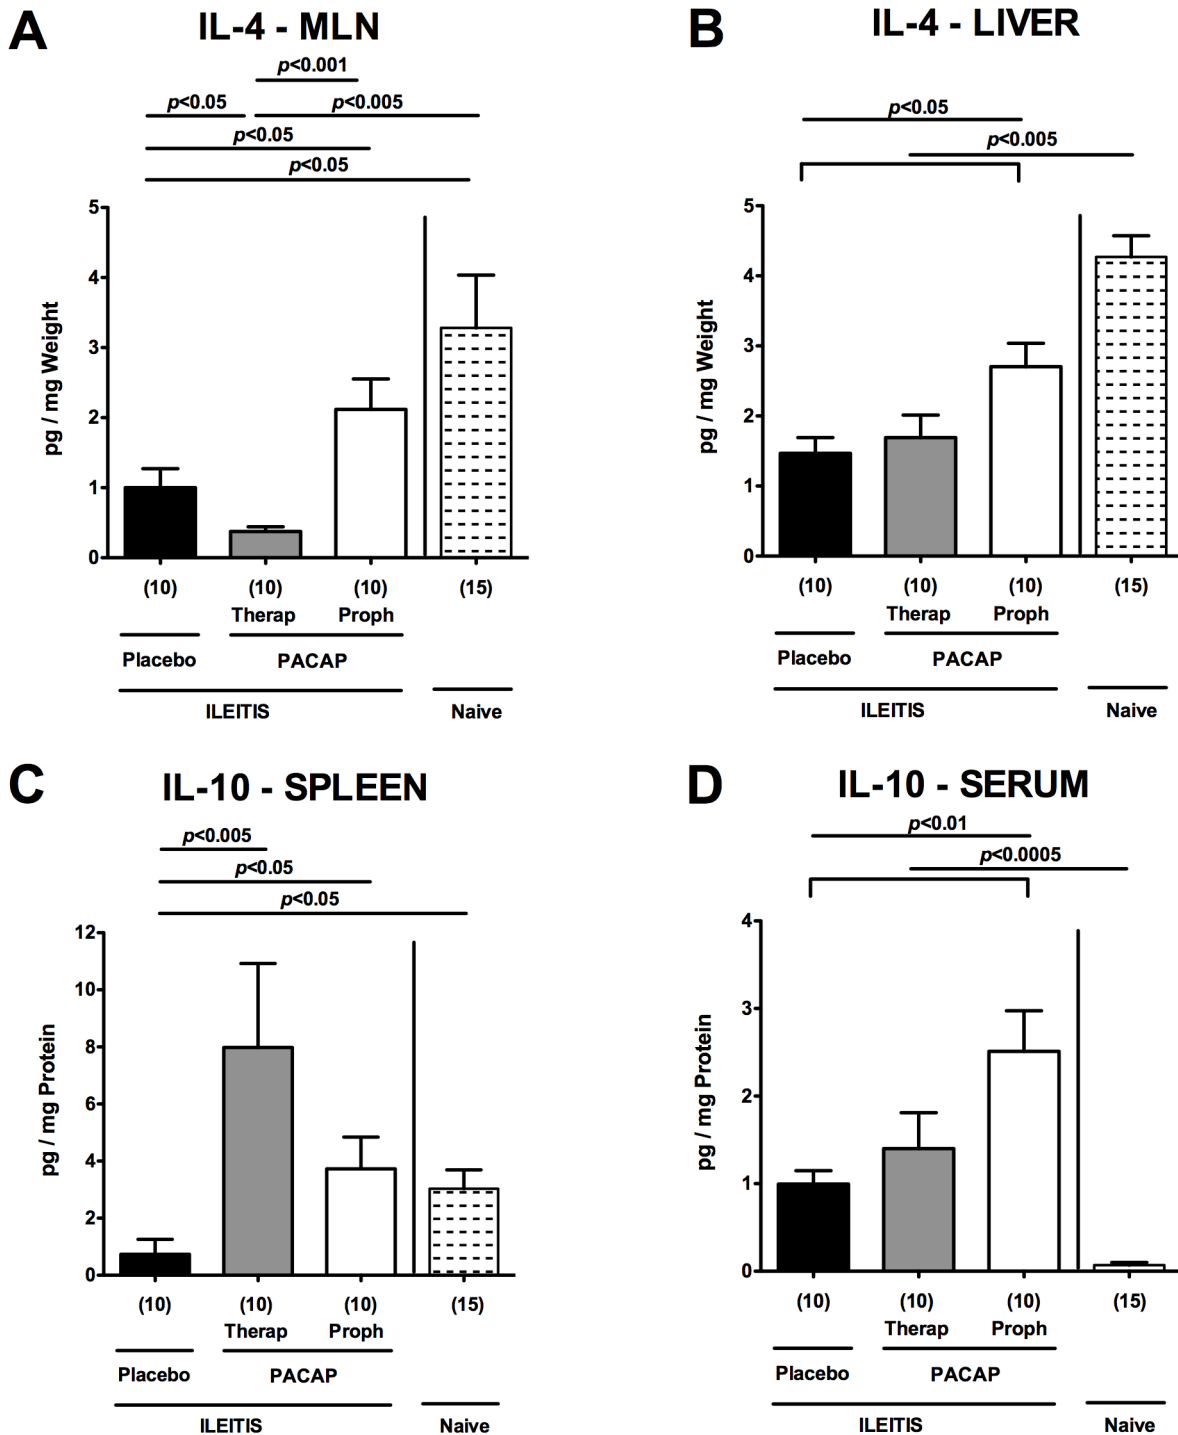 A
IL-4 - MLN
p<0.001
p<0.05
p<0.005
p<0.05
p<0.05
5
4
3
2
1
0
pg / mg Weight
(10)
(10)
(10)
(15)
Therap
Proph
Placebo
PACAP
ILEITIS
Naive
B
IL-4 - LIVER
p<0.05
p<0.005
5
4
3
2
1
0
pg / mg Weight
(10)
(10)
(10)
(15)
Therap
Proph
Placebo
PACAP
ILEITIS
Naive
C
IL-10 - SPLEEN
p<0.005
p<0.05
p<0.05
12
10
8
6
4
2
0
pg / mg Protein
(10)
(10)
(10)
(15)
Therap
Proph
Placebo
PACAP
ILEITIS
Naive
D
IL-10 - SERUM
p<0.01
p<0.0005
4
3
2
1
0
pg / mg Protein
(10)
(10)
(10)
(15)
Therap
Proph
Placebo
PACAP
ILEITIS
Naive